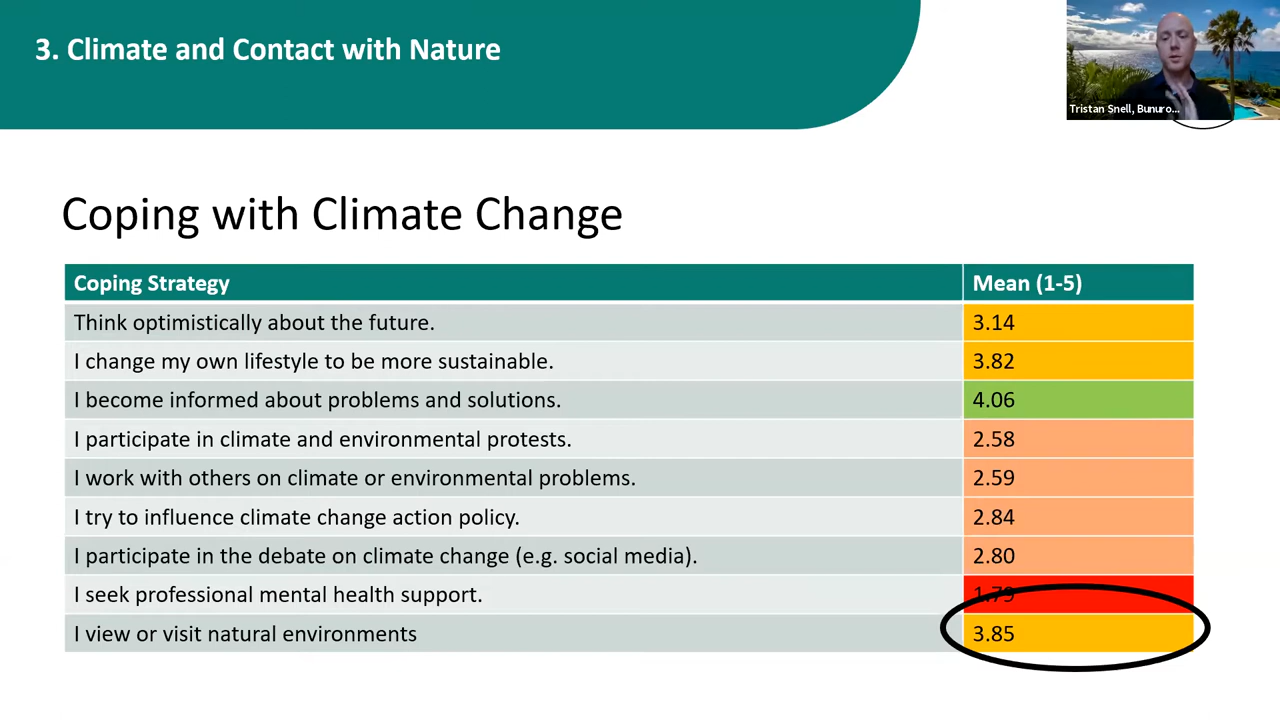 3. Climate and Contact with Nature
Tristan Snell, Bunuro...
Coping with Climate Change
Coping Strategy Mean (1-5)
Think optimistically about the future. 3.14
I change my own lifestyle to be more sustainable. 3.82
I become informed about problems and solutions. 4.06
I participate in climate and environmental protests. 2.58
I work with others on climate or environmental problems. 2.59
I try to influence climate change action policy. 2.84
I participate in the debate on climate change (e.g. social media). 2.80
I seek professional mental health support. 1.79
I view or visit natural environments 3.85